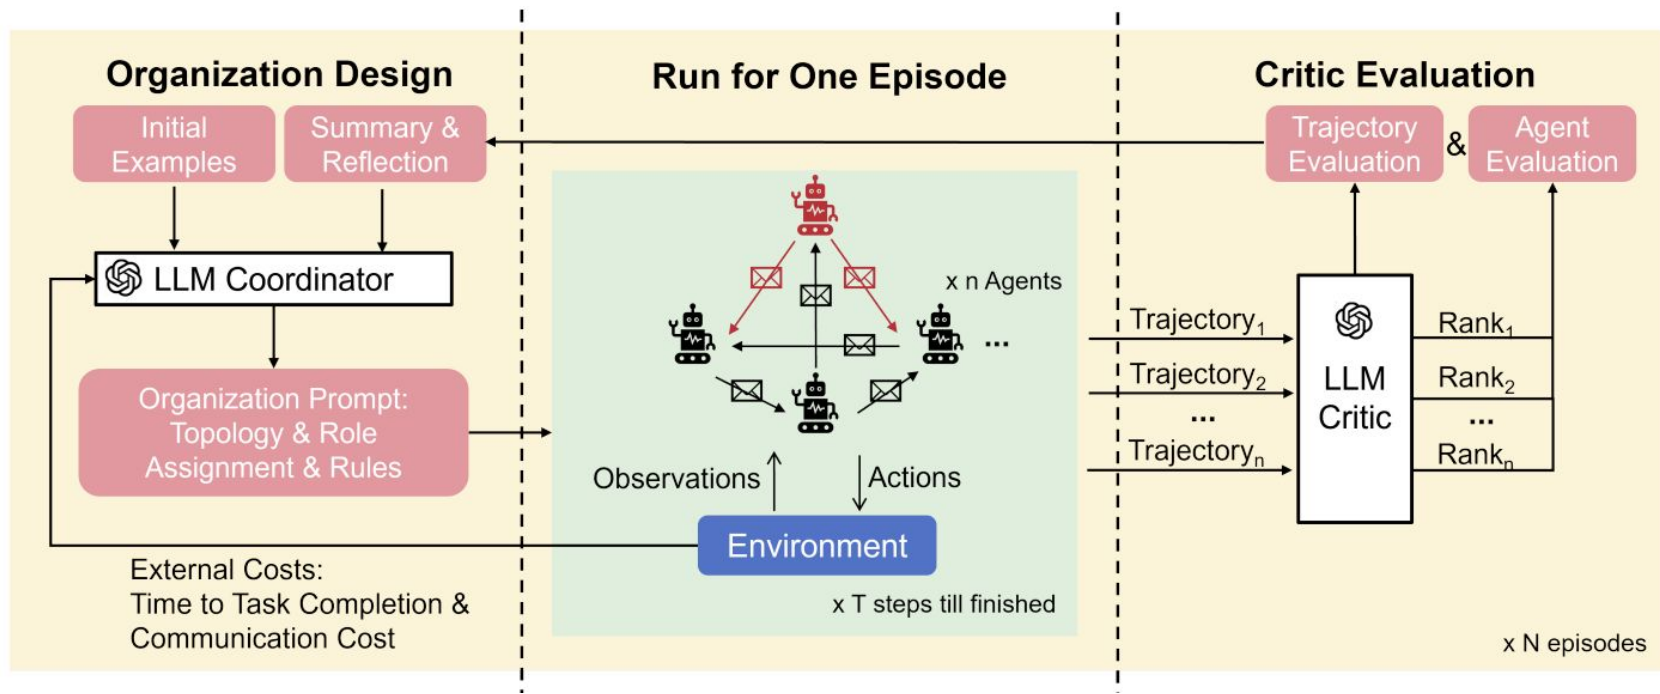 Organization Design
Initial
Examples
Summary &
Reflection
LLM Coordinator
Organization Prompt:
Topology & Role
Assignment & Rules
External Costs:
Time to Task Completion &
Communication Cost
Run for One Episode
x n Agents
...
Observations
Actions
Environment
x T steps till finished
Critic Evaluation
Trajectory
Evaluation
&
Agent
Evaluation
Trajectory₁
Trajectory₂
...
Trajectoryₙ
LLM
Critic
Rank₁
Rank₂
...
Rankₙ
x N episodes